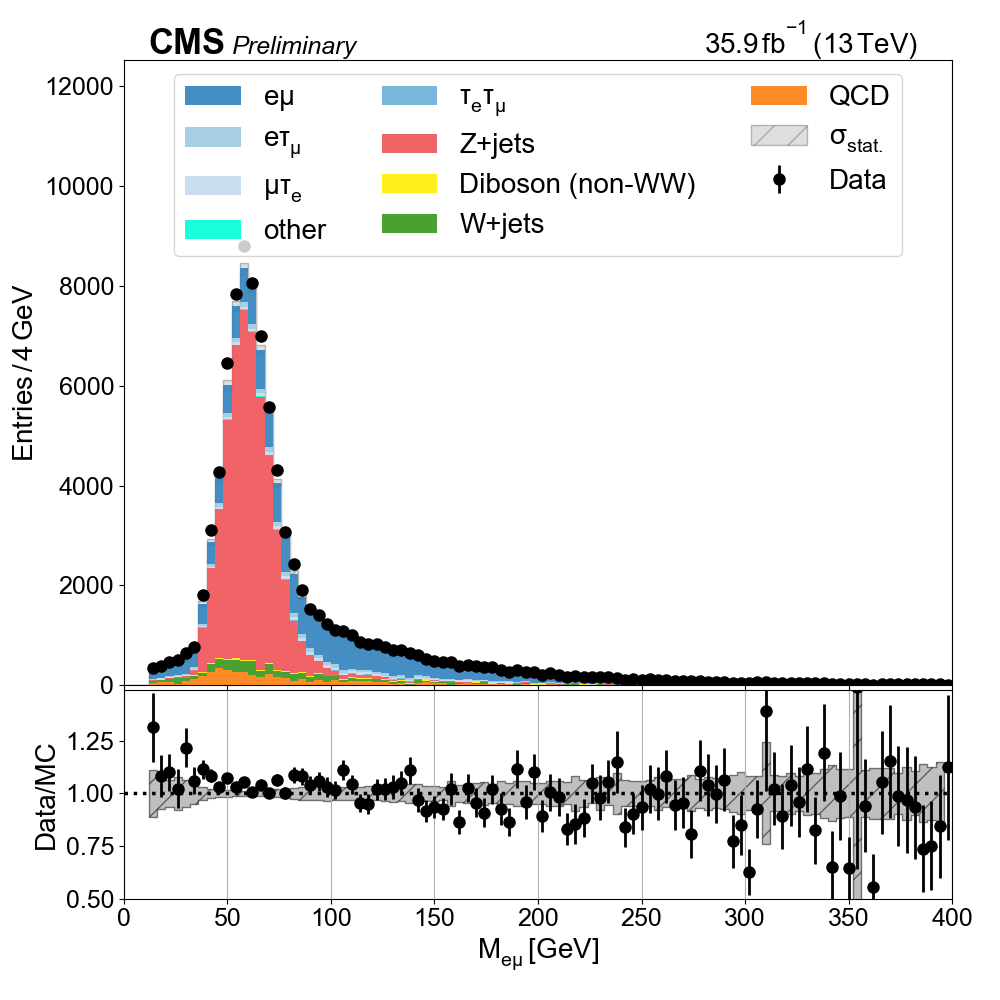 CMS Preliminary
35.9 fb⁻¹ (13 TeV)
12000
10000
8000
6000
4000
2000
0
Entries / 4 GeV
eμ
eτμ
μτe
other
τeτμ
Z+jets
Diboson (non-WW)
W+jets
QCD
σstat.
Data
1.25
1.00
0.75
0.50
Data/MC
0 50 100 150 200 250 300 350 400
Meμ [GeV]